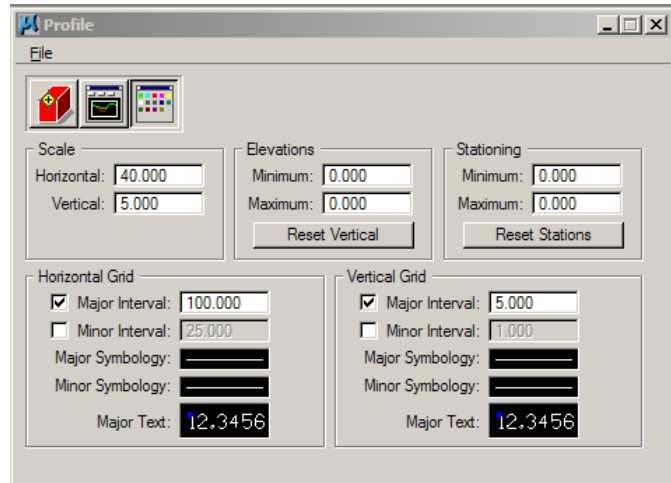 Profile
File
Scale
Horizontal: 40.000
Vertical: 5.000
Elevations
Minimum: 0.000
Maximum: 0.000
Reset Vertical
Stationing
Minimum: 0.000
Maximum: 0.000
Reset Stations
Horizontal Grid
Major Interval: 100.000
Minor Interval: 25.000
Major Symbology:
Minor Symbology:
Major Text: 12.3456
Vertical Grid
Major Interval: 5.000
Minor Interval: 1.000
Major Symbology:
Minor Symbology:
Major Text: 12.3456